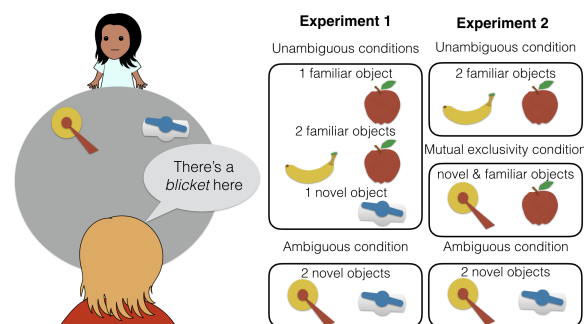 There's a
blicket here
Experiment 1
Unambiguous conditions
1 familiar object
2 familiar objects
1 novel object
Ambiguous condition
2 novel objects
Experiment 2
Unambiguous condition
2 familiar objects
Mutual exclusivity condition
novel & familiar objects
Ambiguous condition
2 novel objects